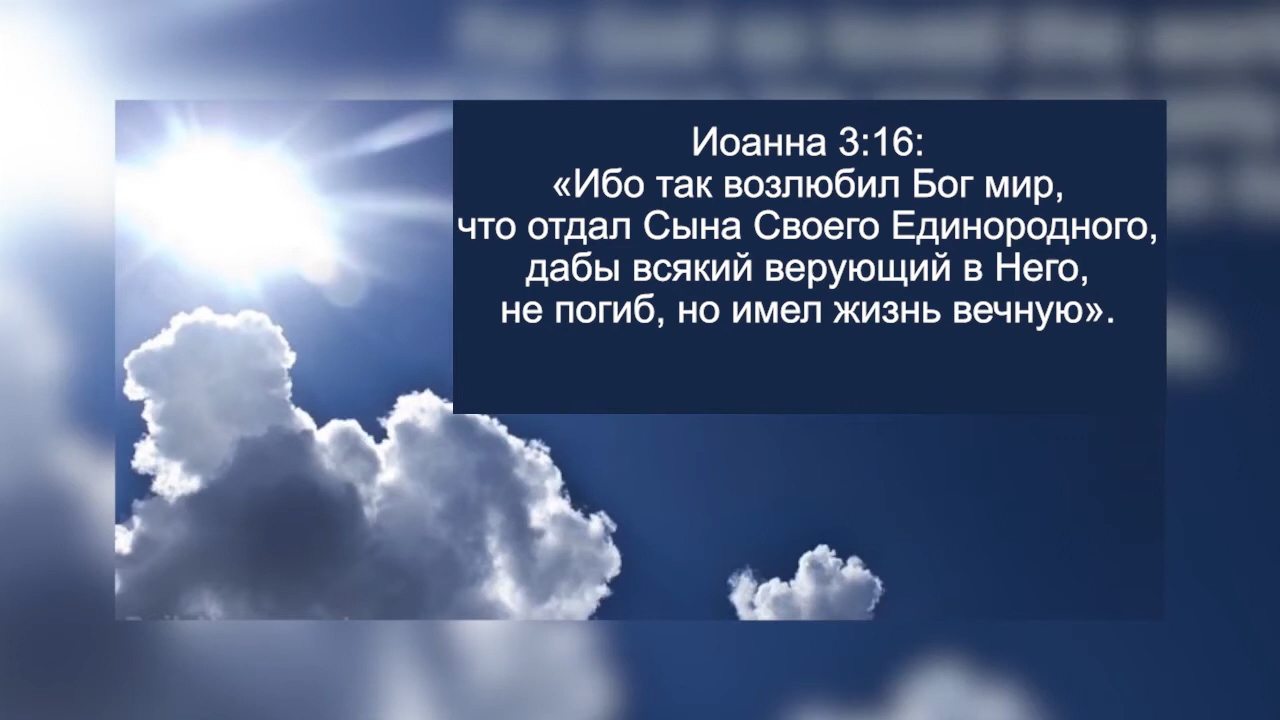 Иоанна 3:16:
«Ибо так возлюбил Бог мир,
что отдал Сына Своего Единородного,
дабы всякий верующий в Него,
не погиб, но имел жизнь вечную».